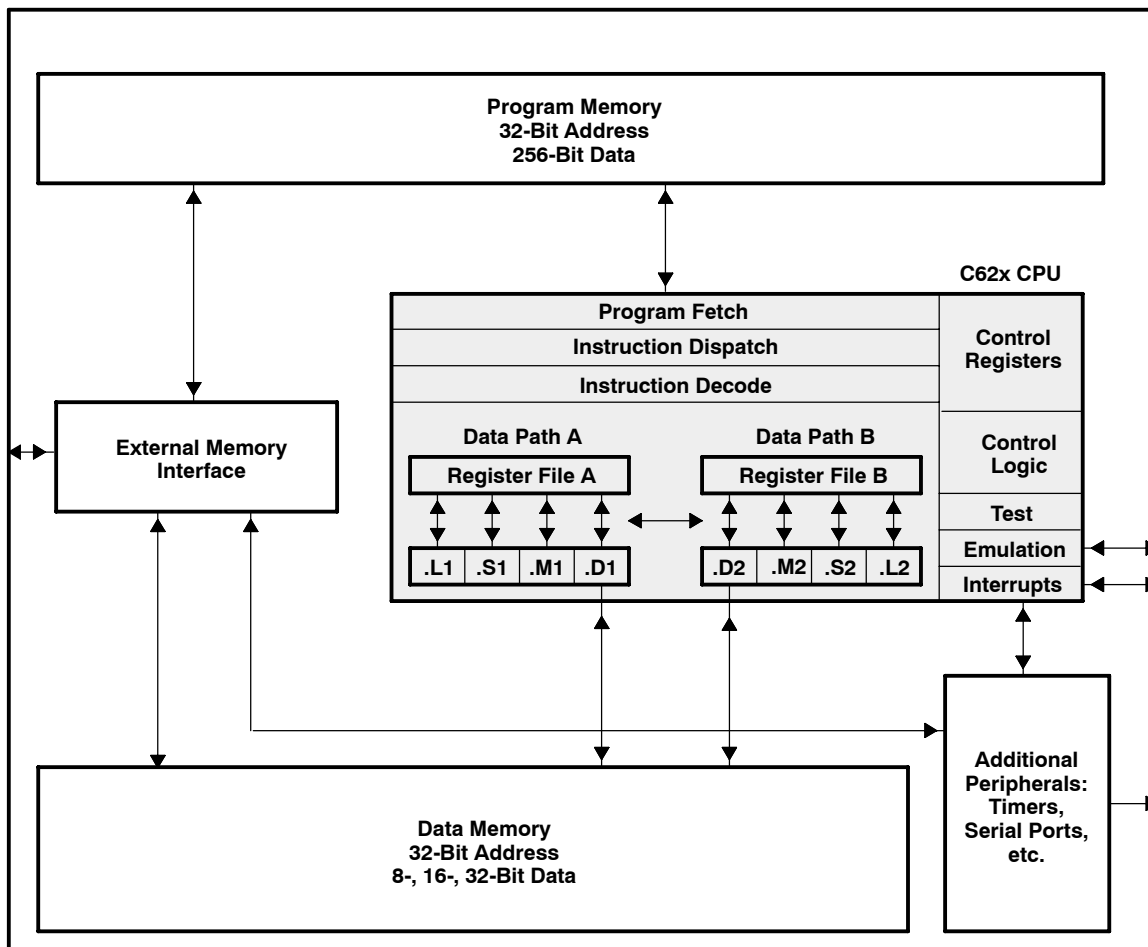 Program Memory
32-Bit Address
256-Bit Data
C62x CPU
Program Fetch
Instruction Dispatch
Instruction Decode
Control
Registers
Data Path A
Data Path B
Control
Logic
External Memory
Interface
Register File A
Register File B
Test
Emulation
Interrupts
.L1 .S1 .M1 .D1
.D2 .M2 .S2 .L2
Additional
Peripherals:
Timers,
Serial Ports,
etc.
Data Memory
32-Bit Address
8-, 16-, 32-Bit Data